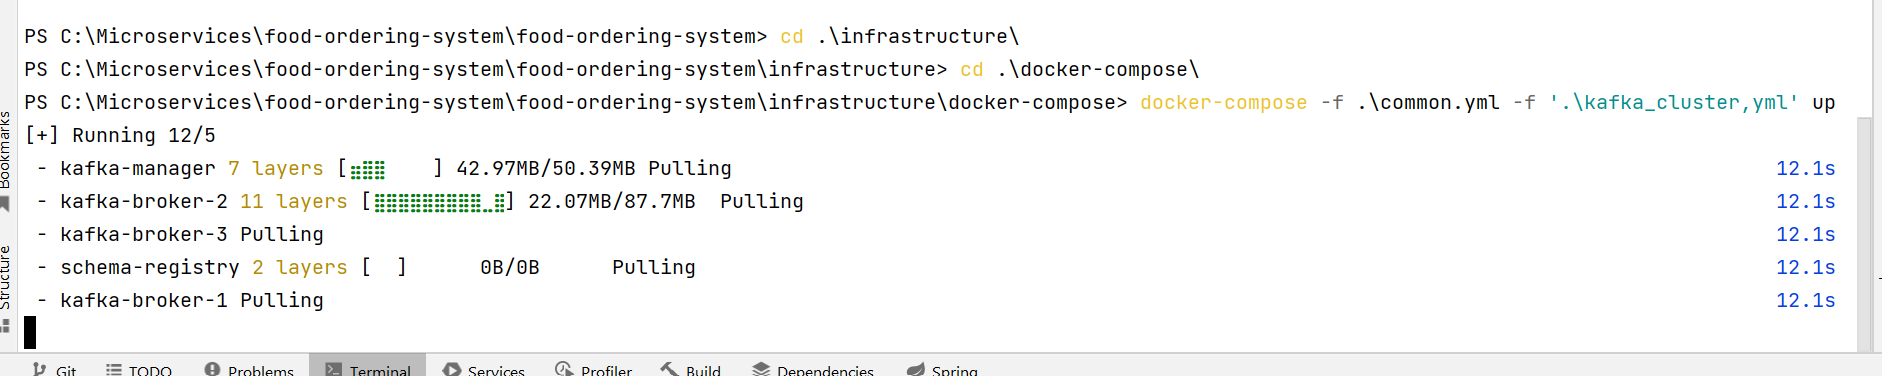 PS C:\Microservices\food-ordering-system\food-ordering-system> cd .\infrastructure\
PS C:\Microservices\food-ordering-system\food-ordering-system\infrastructure> cd .\docker-compose\
PS C:\Microservices\food-ordering-system\food-ordering-system\infrastructure\docker-compose> docker-compose -f .\common.yml -f '.\kafka_cluster,yml' up
[+] Running 12/5
- kafka-manager 7 layers [⣶⣿⣿    ] 42.97MB/50.39MB Pulling 12.1s
- kafka-broker-2 11 layers [⣿⣿⣿⣿⣿⣿⣿⣿⣿⣀⣿] 22.07MB/87.7MB  Pulling 12.1s
- kafka-broker-3 Pulling 12.1s
- schema-registry 2 layers [  ]      0B/0B      Pulling 12.1s
- kafka-broker-1 Pulling 12.1s
Bookmarks
Structure
Git
TODO
Problems
Terminal
Services
Profiler
Build
Dependencies
Spring